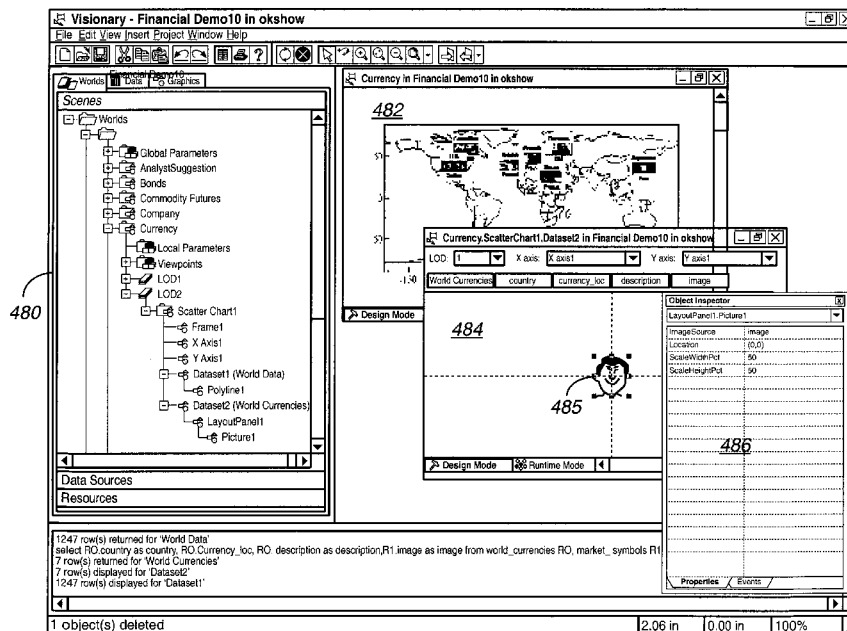 Visionary - Financial Demo10 in okshow
File Edit View Insert Project Window Help
Worlds
Financial Demo10
Data
Graphics
Scenes
Worlds
Global Parameters
AnalystSuggestion
Bonds
Commodity Futures
Company
Currency
Local Parameters
Viewpoints
LOD1
LOD2
Scatter Chart1
Frame1
X Axis1
Y Axis1
Dataset1 (World Data)
Polyline1
Dataset2 (World Currencies)
LayoutPanel1
Picture1
Data Sources
Resources
480
Currency in Financial Demo10 in okshow
482
-150
Design Mode
Currency.ScatterChart1.Dataset2 in Financial Demo10 in okshow
LOD: 1 X axis: X axis1 Y axis: Y axis1
World Currencies country currency_loc description image
484
485
Design Mode Runtime Mode
Object Inspector
LayoutPanel1.Picture1
ImageSource image
Location (0,0)
ScaleWidthPct 50
ScaleHeightPct 50
486
Properties Events
1247 row(s) returned for 'World Data'
select RO.country as country, RO.Currency_loc, RO. description as description,R1.image as image from world_currencies RO, market_ symbols R1
7 row(s) returned for 'World Currencies'
7 row(s) displayed for 'Dataset2'
1247 row(s) displayed for 'Dataset1'
1 object(s) deleted
2.06 in 0.00 in 100%